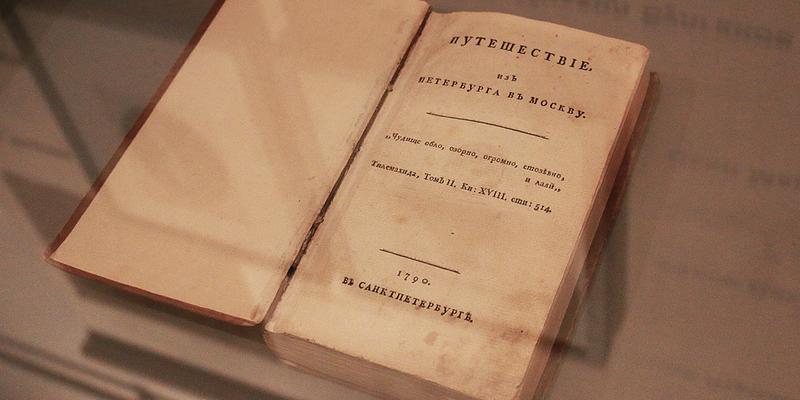 ПУТЕШЕСТВІЕ.
изЪ
ПЕТЕРБУРГА ВЪ МОСКВУ.
„Чудище обло, озорно, огромно, стозѣвно,
и лаяй„
Тилемахида, ТомЪ II. Кн: XVIII. сти: 514.
1790.
ВЪ САНКТПЕТЕРБУРГѢ.